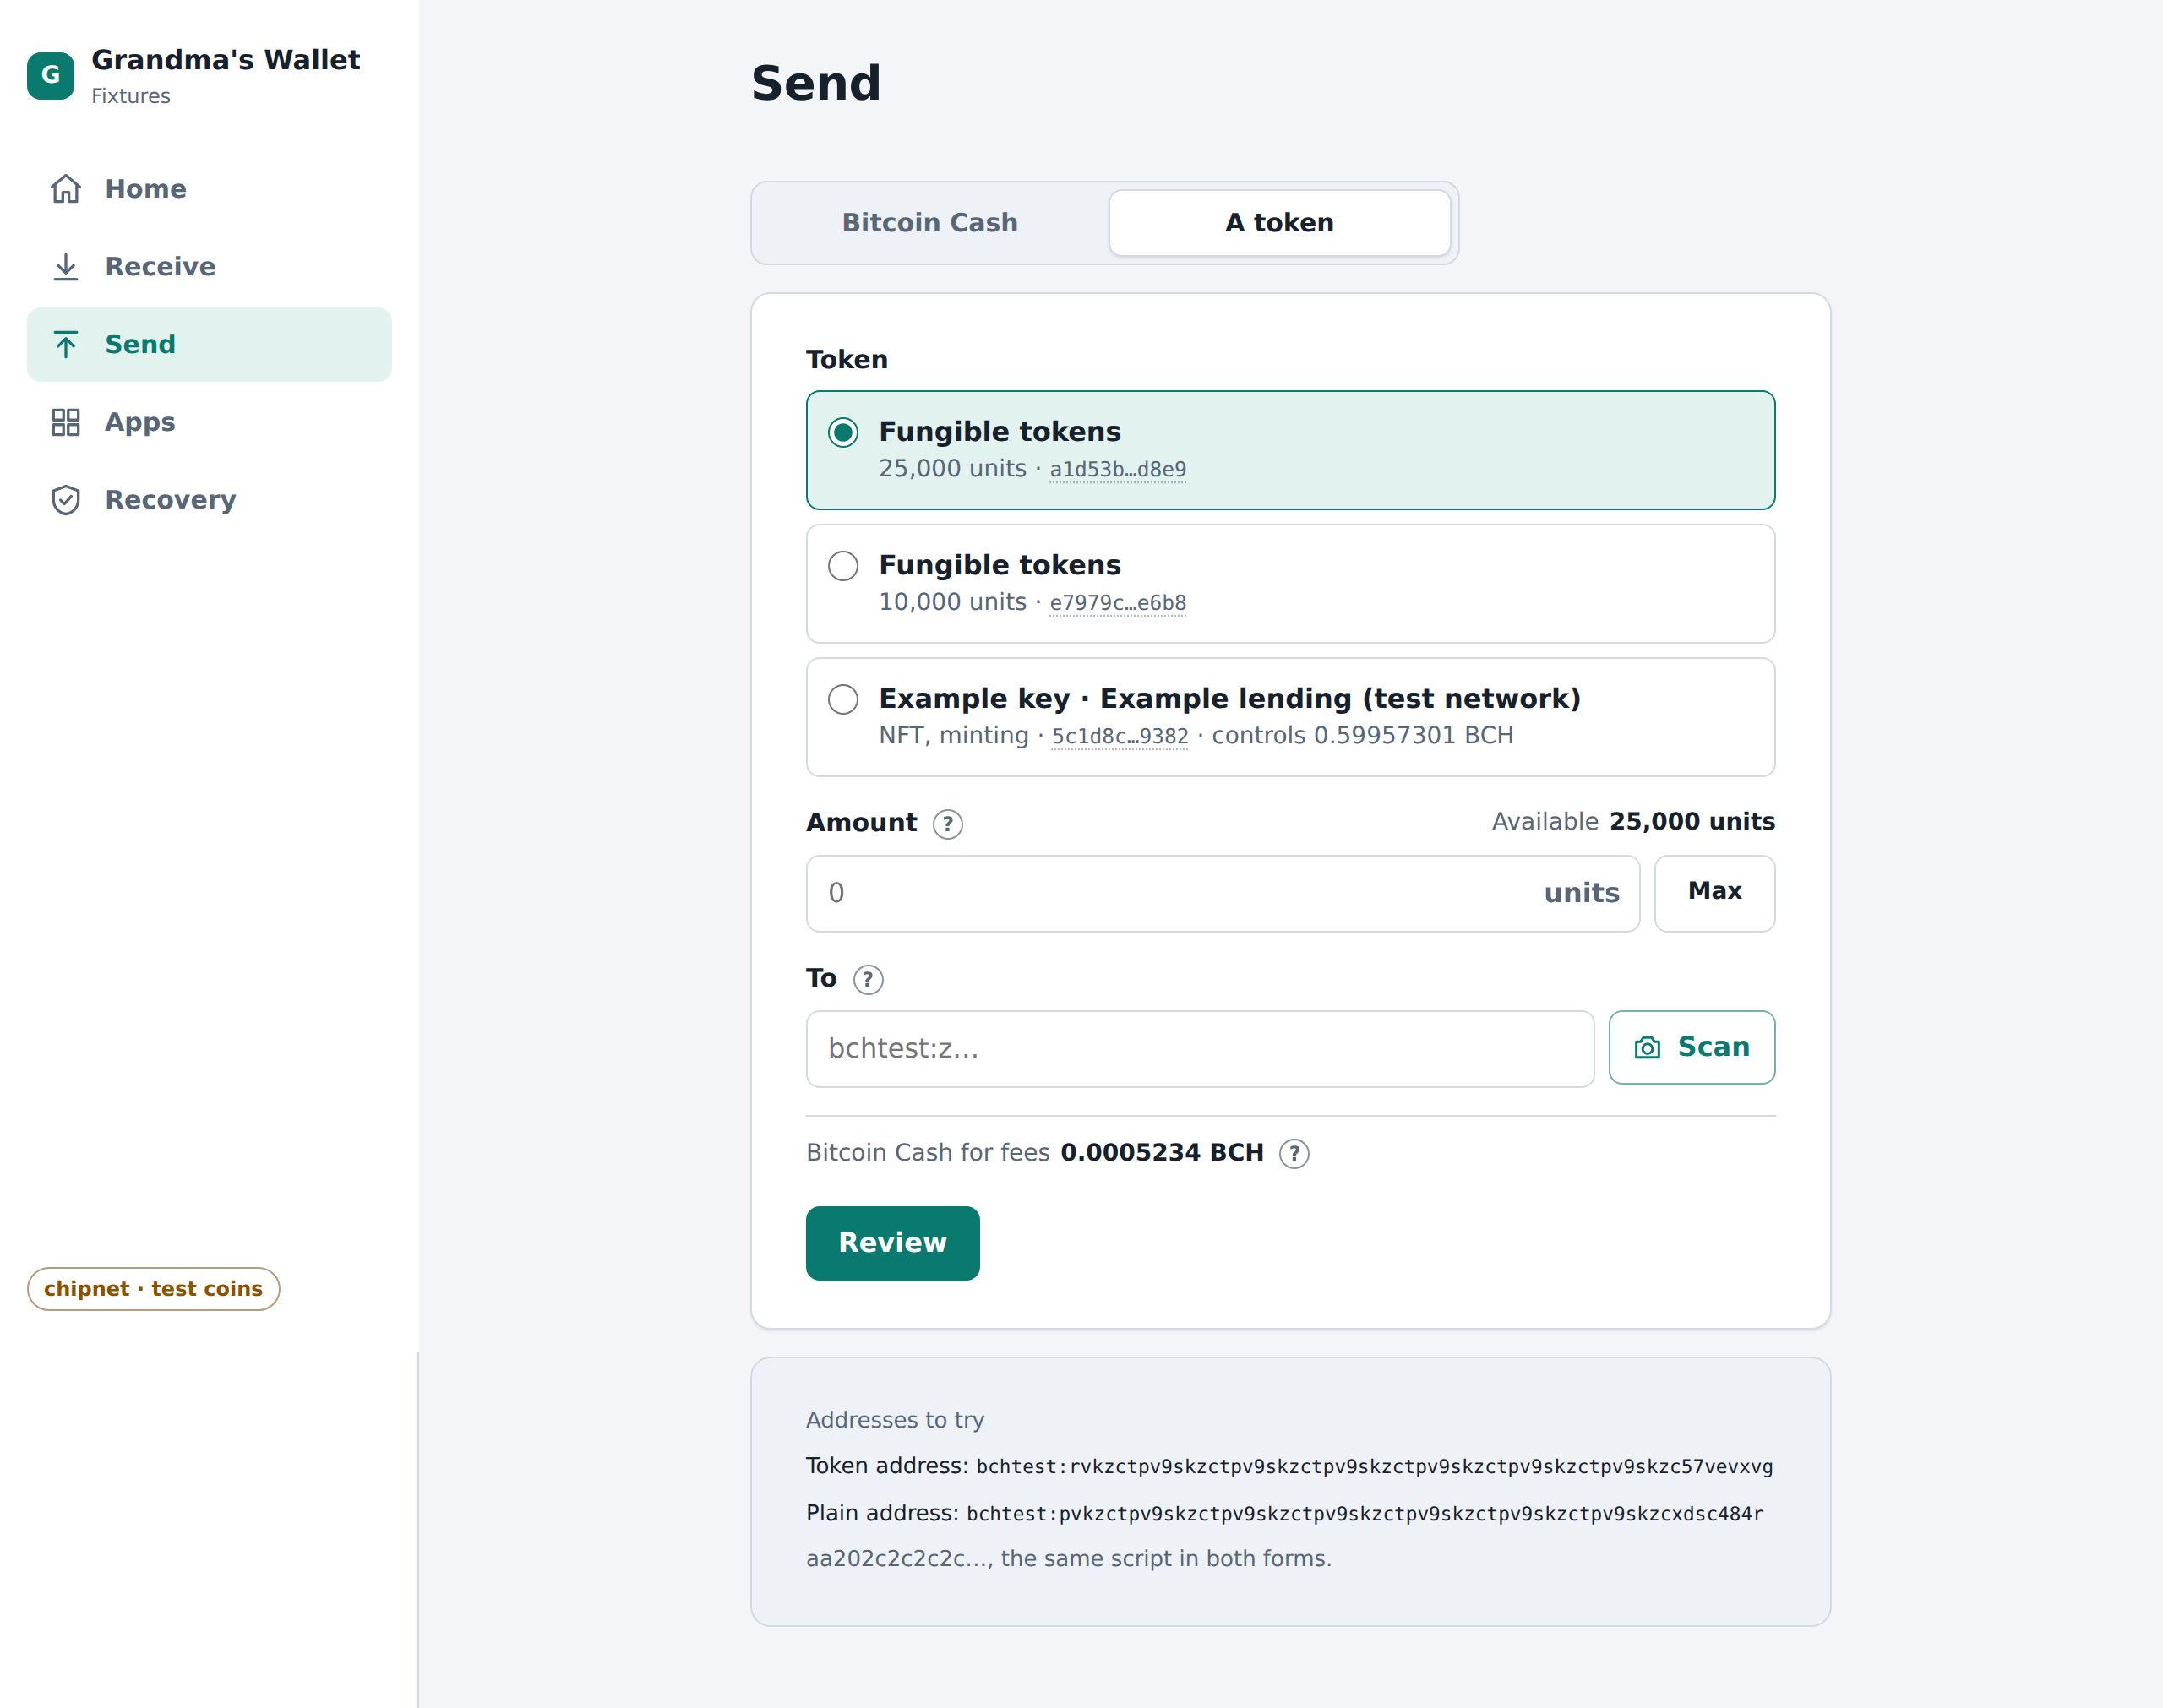 G
Grandma's Wallet
Fixtures
Home
Receive
Send
Apps
Recovery
chipnet · test coins
Send
Bitcoin Cash
A token
Token
Fungible tokens
25,000 units · a1d53b…d8e9
Fungible tokens
10,000 units · e7979c…e6b8
Example key · Example lending (test network)
NFT, minting · 5c1d8c…9382 · controls 0.59957301 BCH
Amount ? Available 25,000 units
0 units Max
To ?
bchtest:z… Scan
Bitcoin Cash for fees 0.0005234 BCH ?
Review
Addresses to try
Token address: bchtest:rvkzctpv9skzctpv9skzctpv9skzctpv9skzctpv9skzctpv9skzc57vevxvg
Plain address: bchtest:pvkzctpv9skzctpv9skzctpv9skzctpv9skzctpv9skzctpv9skzcxdsc484r
aa202c2c2c2c…, the same script in both forms.